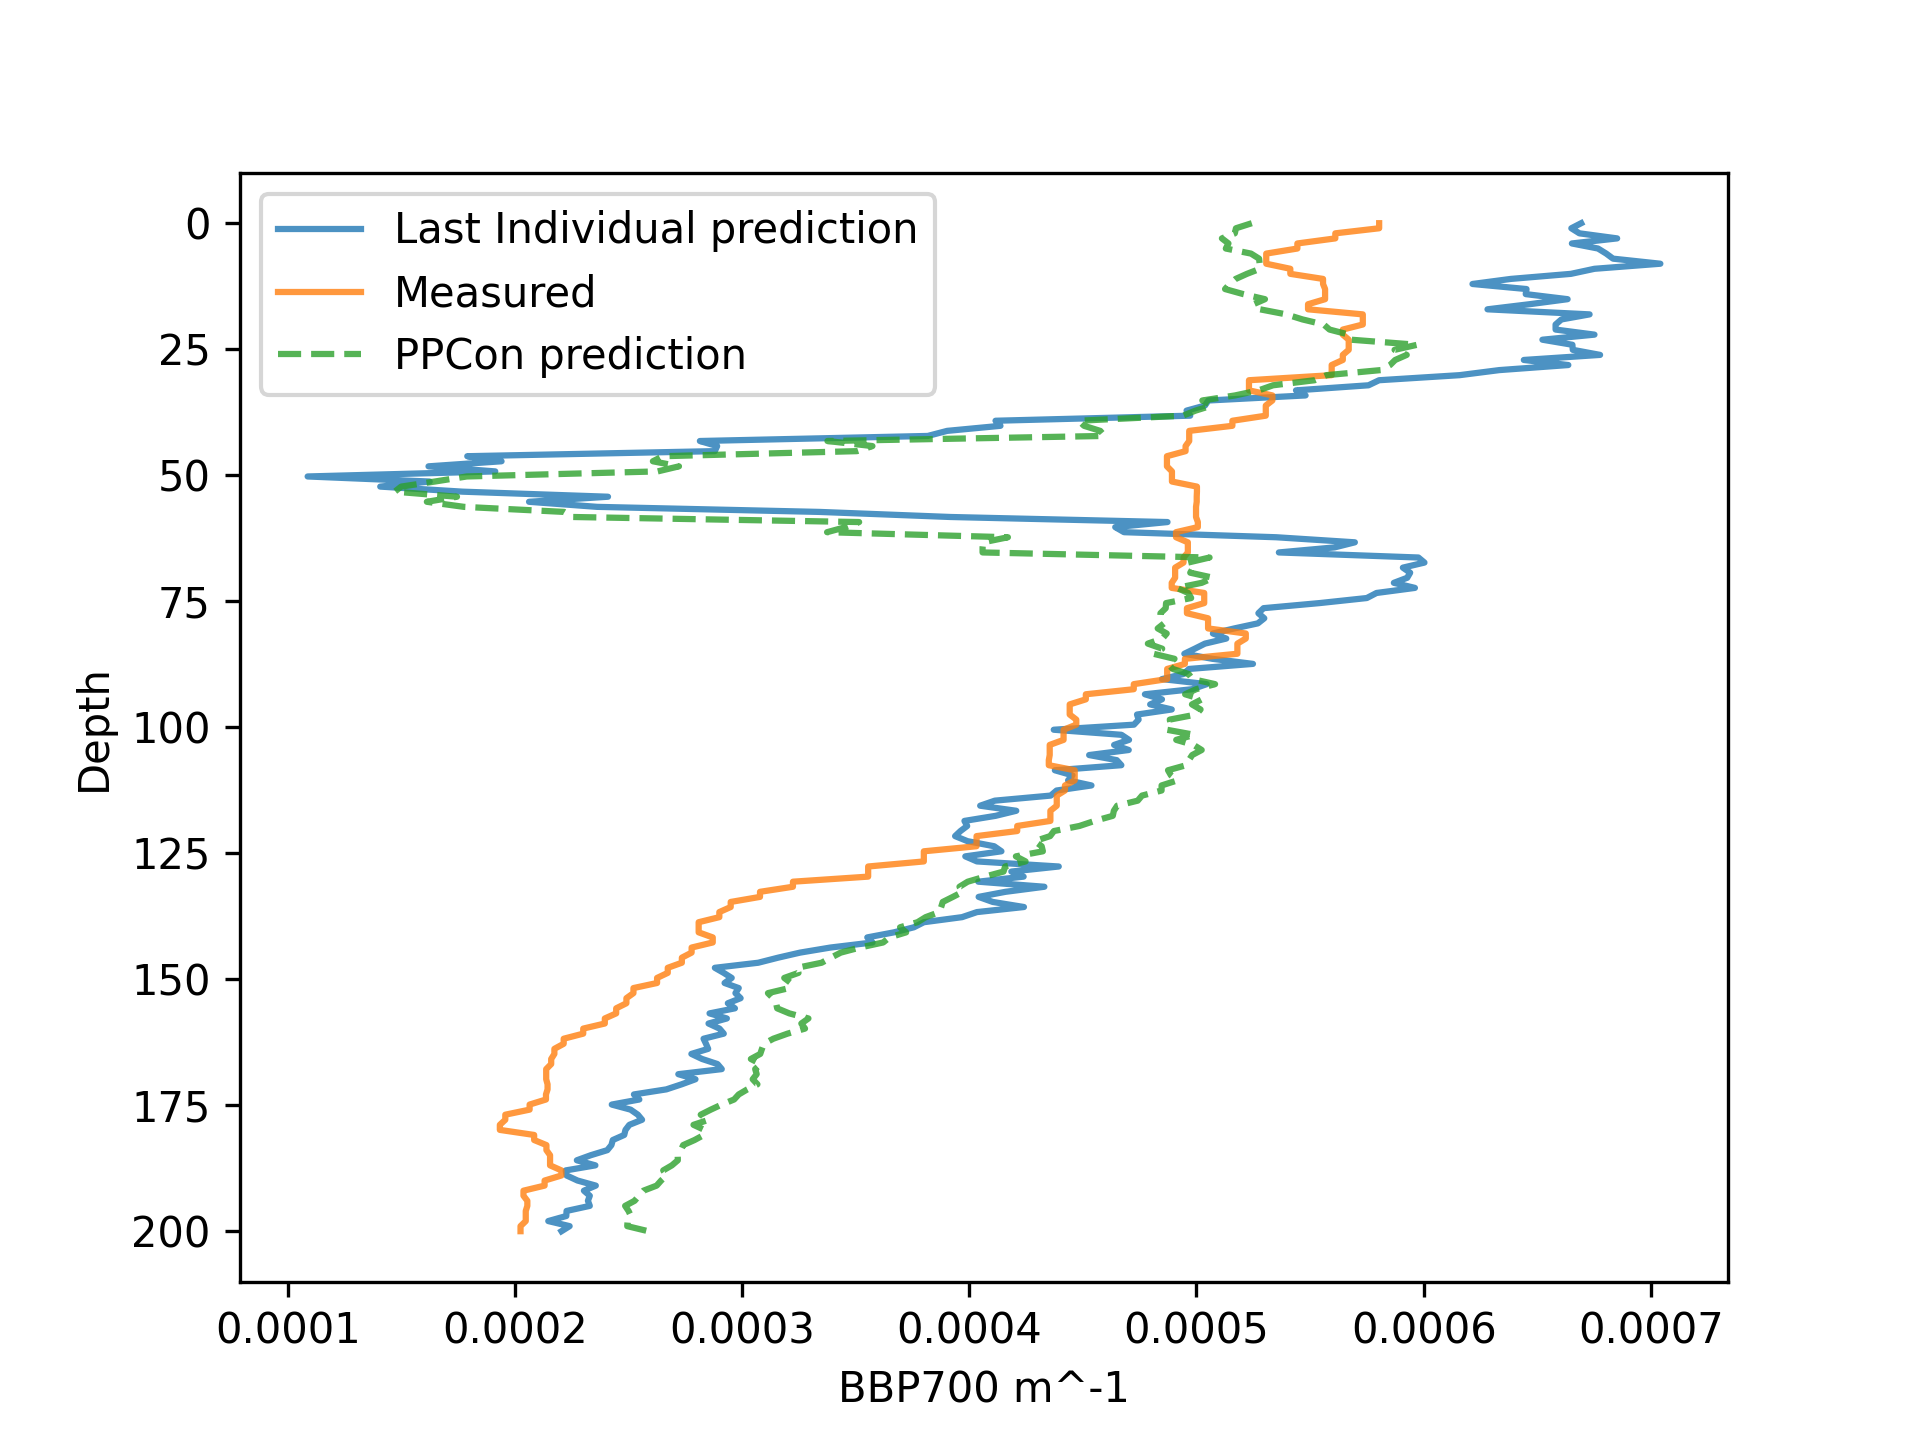 Last Individual prediction
Measured
PPCon prediction
0
25
50
75
100
125
150
175
200
Depth
0.0001 0.0002 0.0003 0.0004 0.0005 0.0006 0.0007
BBP700 m^-1